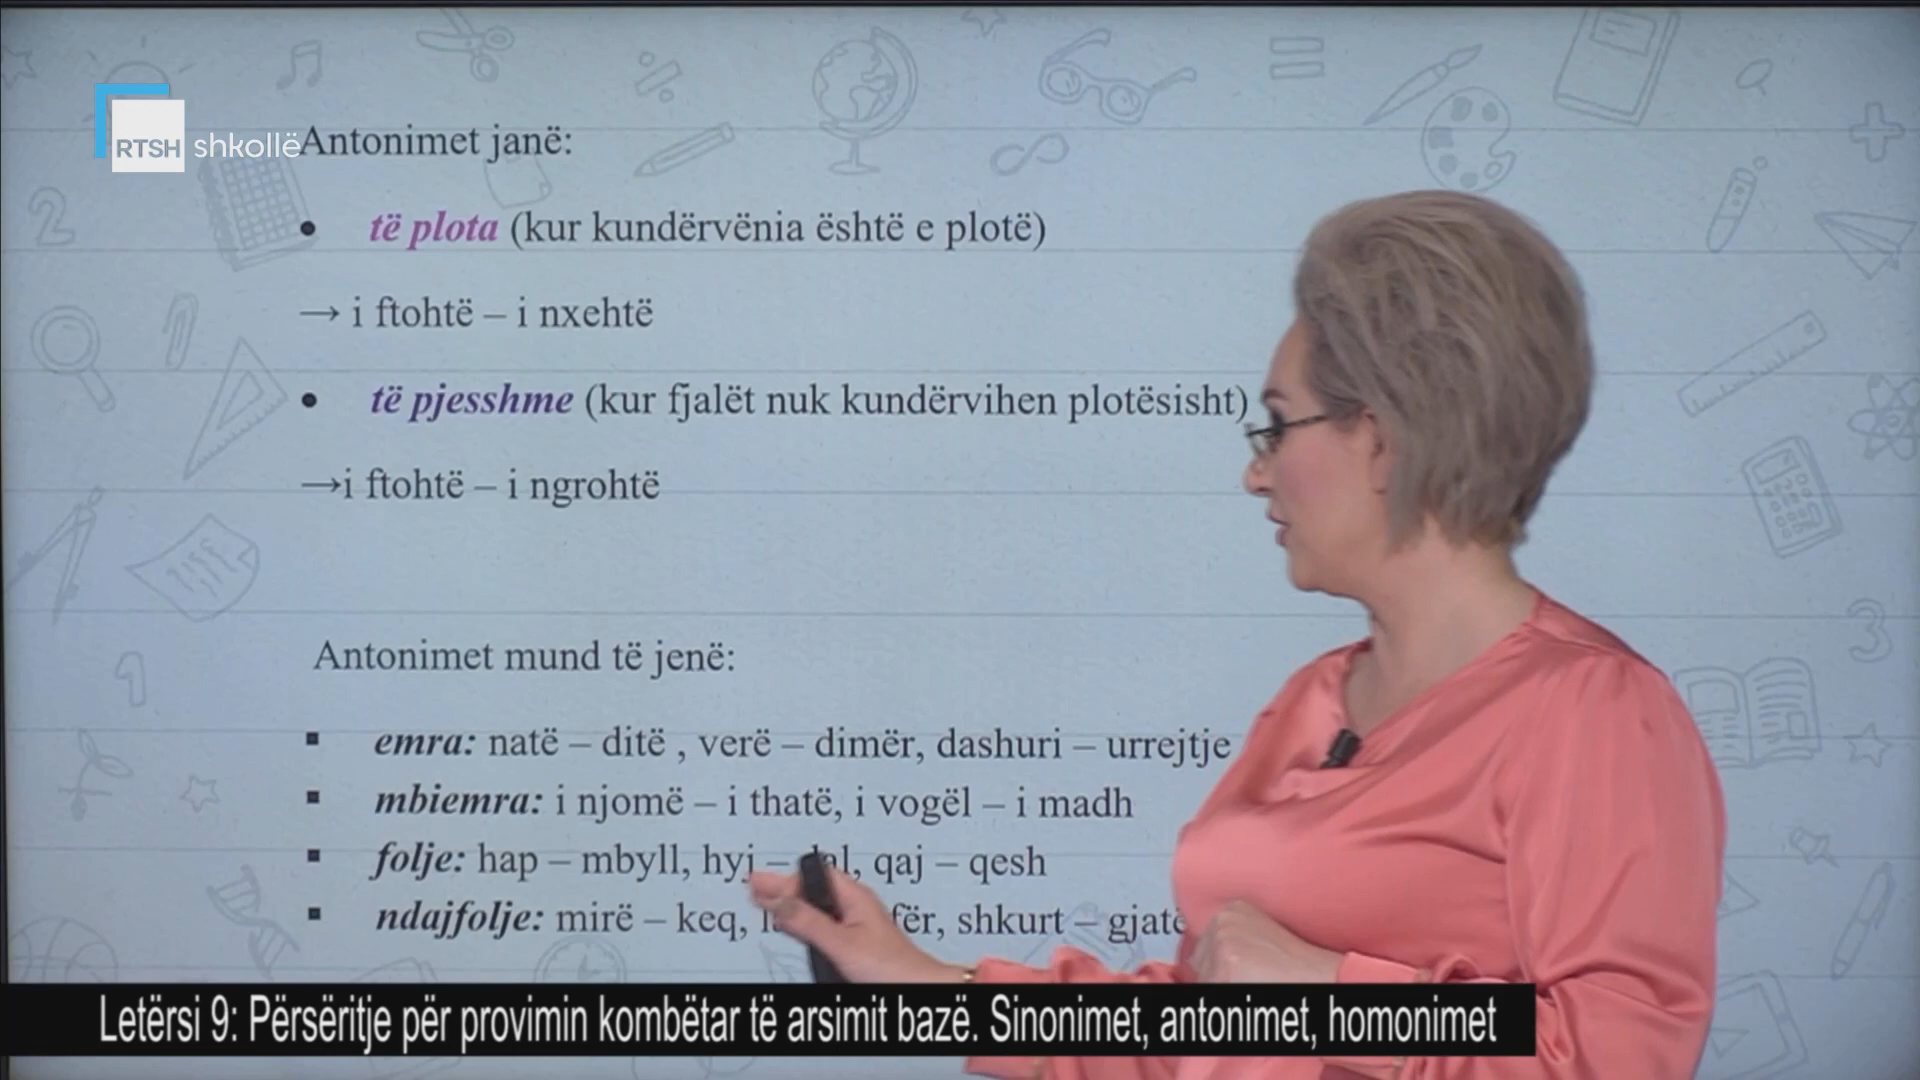 RTSH shkollë
Antonimet janë:
• të plota (kur kundërvënia është e plotë)
→ i ftohtë – i nxehtë
• të pjesshme (kur fjalët nuk kundërvihen plotësisht)
→i ftohtë – i ngrohtë
Antonimet mund të jenë:
▪ emra: natë – ditë , verë – dimër, dashuri – urrejtje
▪ mbiemra: i njomë – i thatë, i vogël – i madh
▪ folje: hap – mbyll, hyj – qaj – qesh
▪ ndajfolje: mirë – keq, shkurt – gjatë
Letërsi 9: Përsëritje për provimin kombëtar të arsimit bazë. Sinonimet, antonimet, homonimet